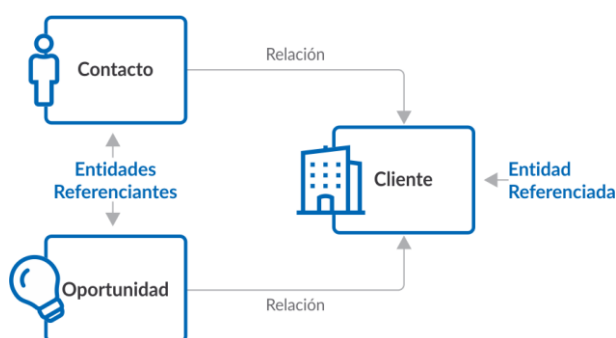 Relación
Contacto
Entidades
Referenciantes
Cliente
Entidad
Referenciada
Oportunidad
Relación